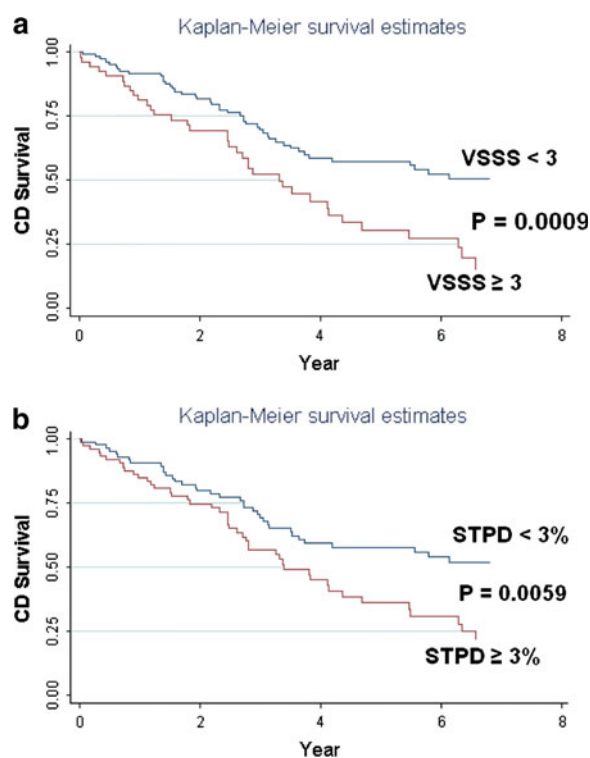 a
Kaplan-Meier survival estimates
1.00
0.75
0.50
0.25
0.00
CD Survival
VSSS < 3
P = 0.0009
VSSS ≥ 3
0 2 4 6 8
Year
b
Kaplan-Meier survival estimates
1.00
0.75
0.50
0.25
0.00
CD Survival
STPD < 3%
P = 0.0059
STPD ≥ 3%
0 2 4 6 8
Year